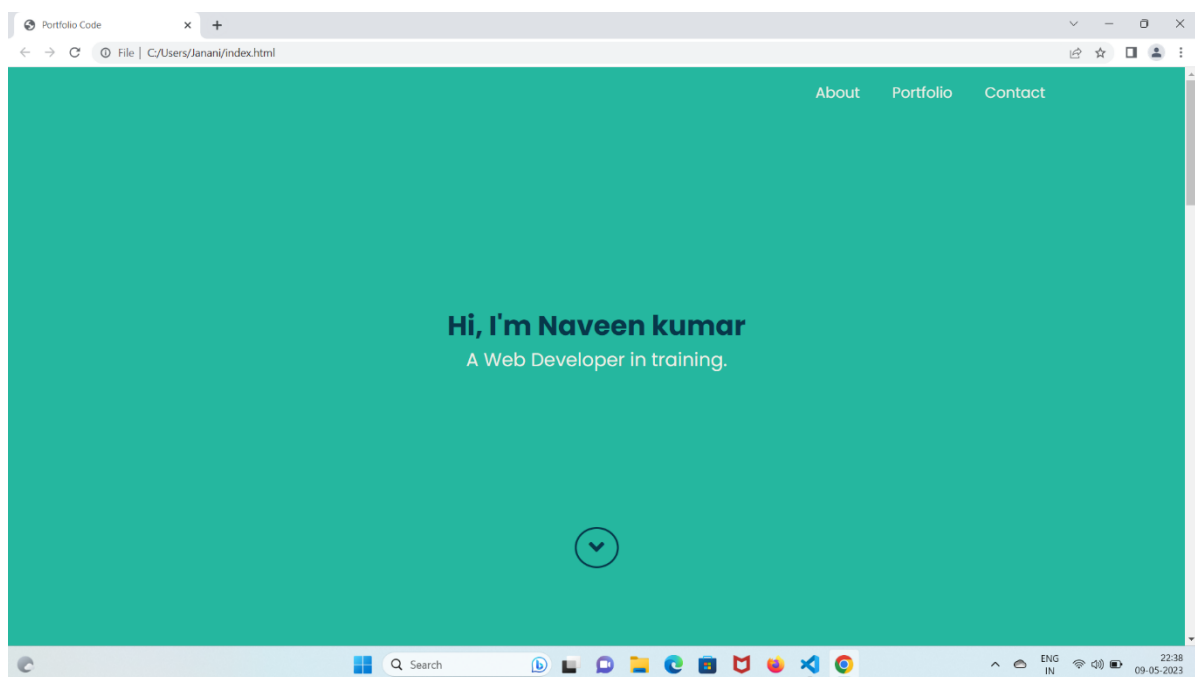 Portfolio Code
File | C:/Users/Janani/index.html
About Portfolio Contact
Hi, I'm Naveen kumar
A Web Developer in training.
Search
ENG
IN
22:38
09-05-2023